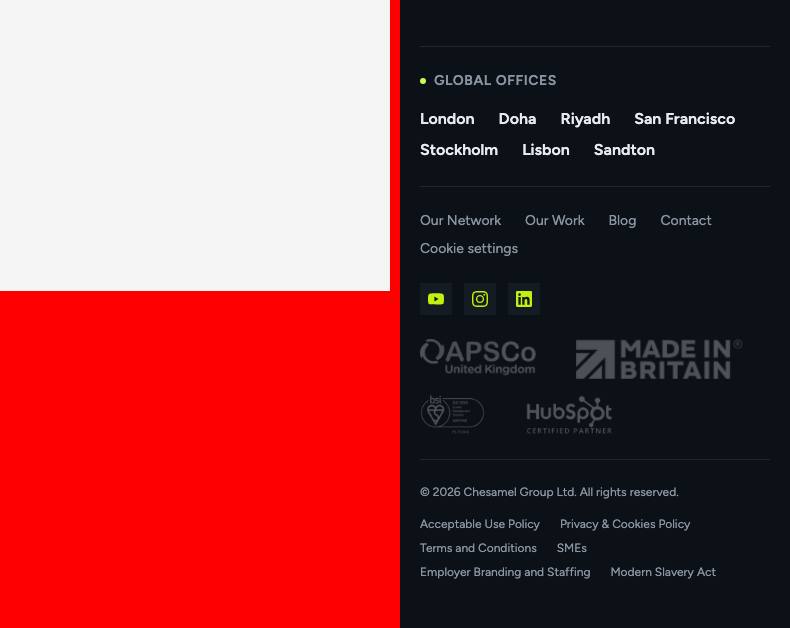 GLOBAL OFFICES
London Doha Riyadh San Francisco
Stockholm Lisbon Sandton
Our Network Our Work Blog Contact
Cookie settings
APSCo
United Kingdom
MADE IN BRITAIN®
bsi
HubSpot
CERTIFIED PARTNER
© 2026 Chesamel Group Ltd. All rights reserved.
Acceptable Use Policy Privacy & Cookies Policy
Terms and Conditions SMEs
Employer Branding and Staffing Modern Slavery Act